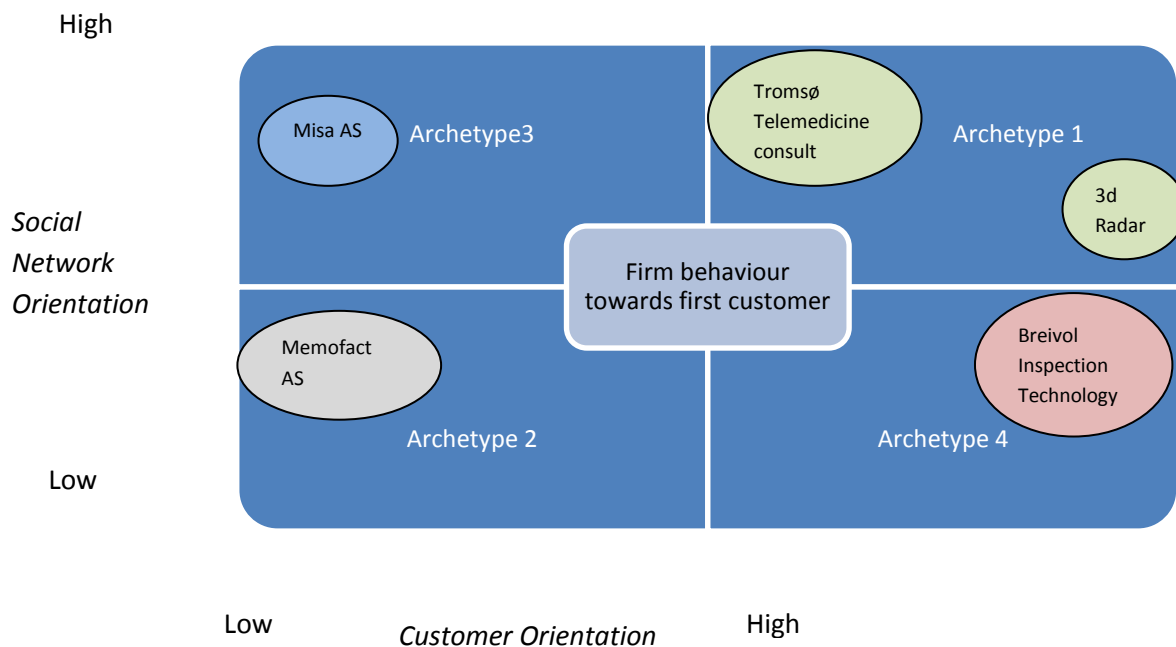 High
Misa AS
Archetype3
Tromsø
Telemedicine
consult
Archetype 1
3d
Radar
Social
Network
Orientation
Firm behaviour
towards first customer
Memofact
AS
Archetype 2
Breivol
Inspection
Technology
Archetype 4
Low
Low
Customer Orientation
High